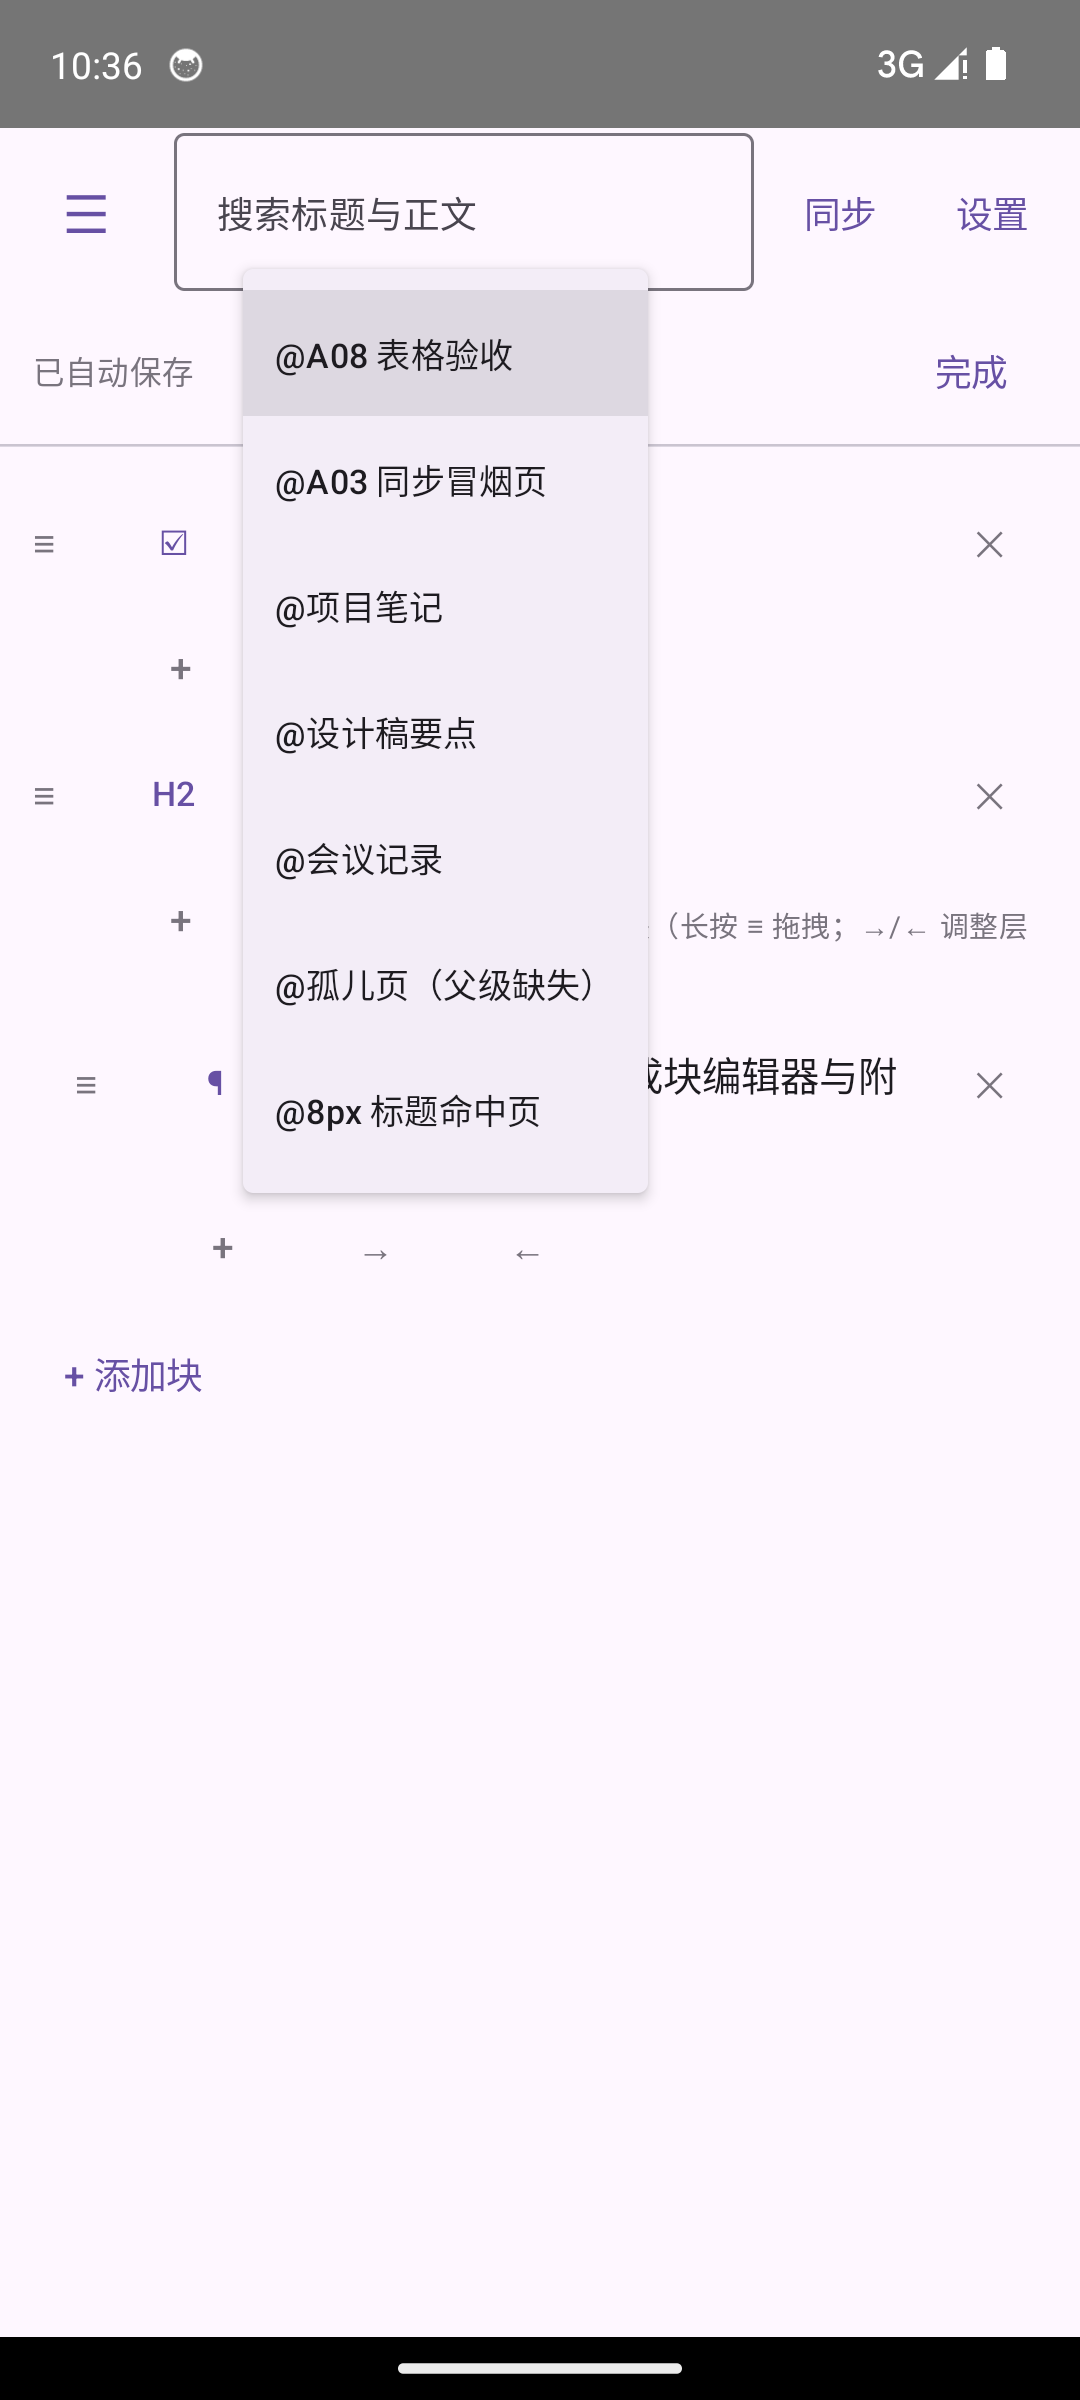 10:36 3G
☰ 搜索标题与正文 同步 设置
已自动保存 完成
@A08 表格验收
@A03 同步冒烟页
@项目笔记
@设计稿要点
@会议记录
@孤儿页（父级缺失）
@8px 标题命中页
≡ ☑ ×
+
≡ H2 ×
+ （长按 ≡ 拖拽；→/← 调整层
≡ ¶ 块编辑器与附 ×
+ → ←
+ 添加块